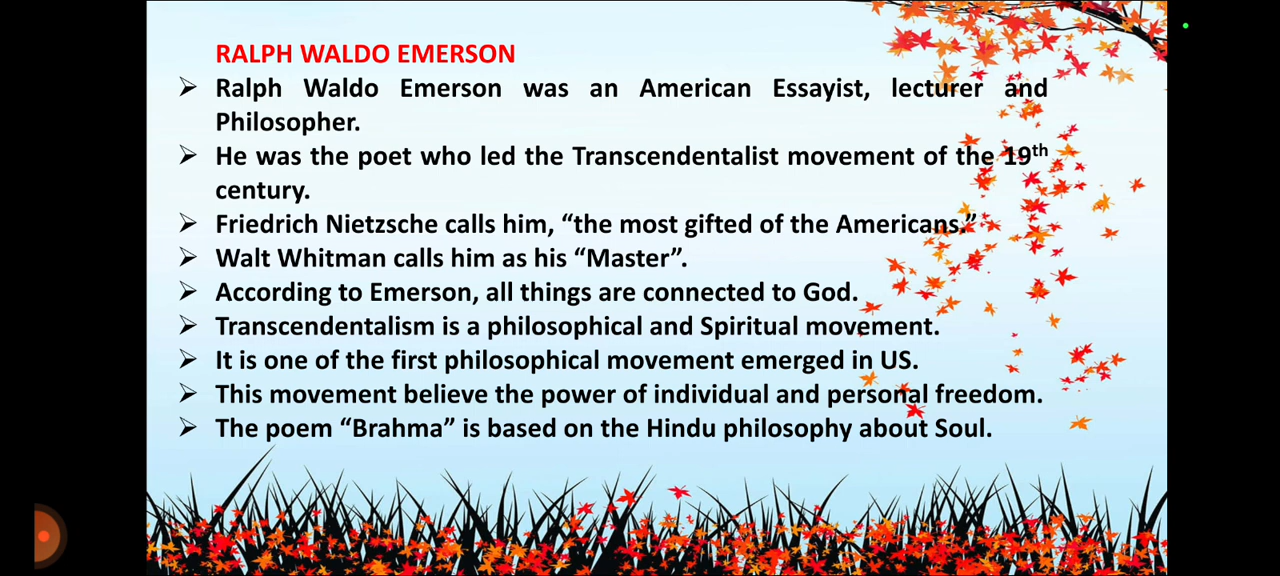 RALPH WALDO EMERSON
➢ Ralph Waldo Emerson was an American Essayist, lecturer and
Philosopher.
➢ He was the poet who led the Transcendentalist movement of the 19th
century.
➢ Friedrich Nietzsche calls him, “the most gifted of the Americans.”
➢ Walt Whitman calls him as his “Master”.
➢ According to Emerson, all things are connected to God.
➢ Transcendentalism is a philosophical and Spiritual movement.
➢ It is one of the first philosophical movement emerged in US.
➢ This movement believe the power of individual and personal freedom.
➢ The poem “Brahma” is based on the Hindu philosophy about Soul.